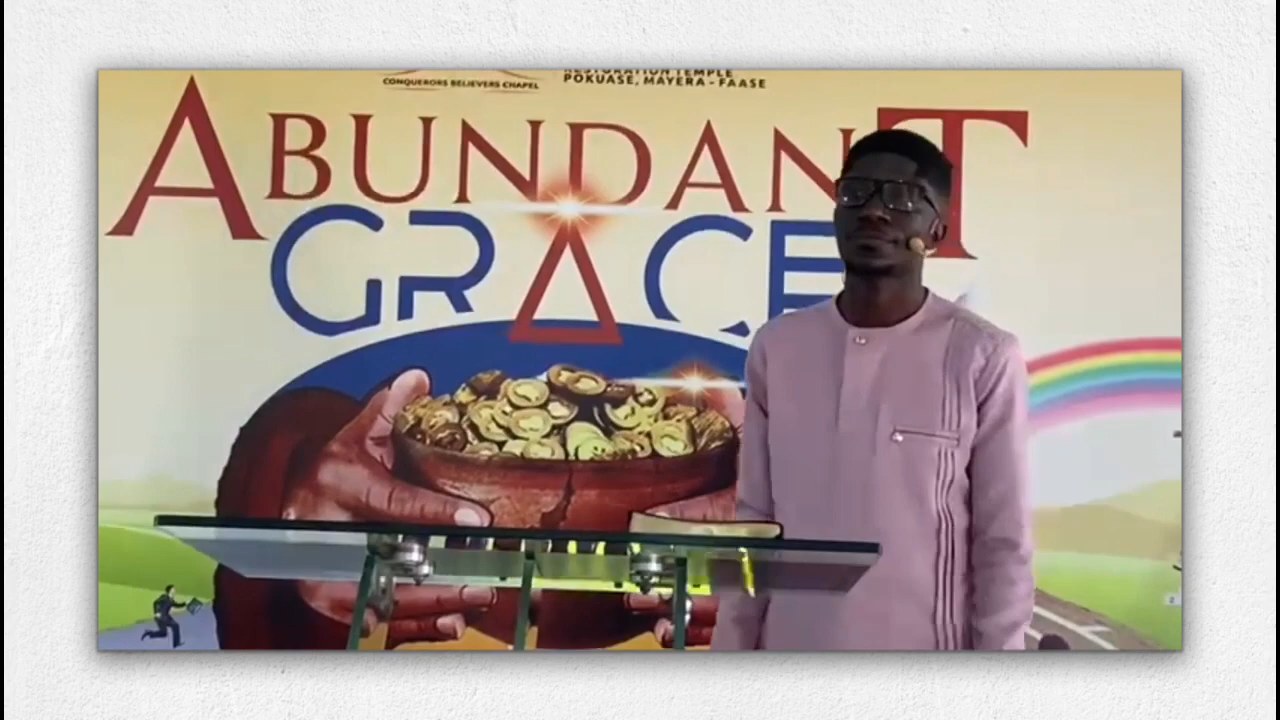 CONQUERORS BELIEVERS CHAPEL
RESTORATION TEMPLE
POKUASE, MAYERA - FAASE
ABUNDANT
GRACE